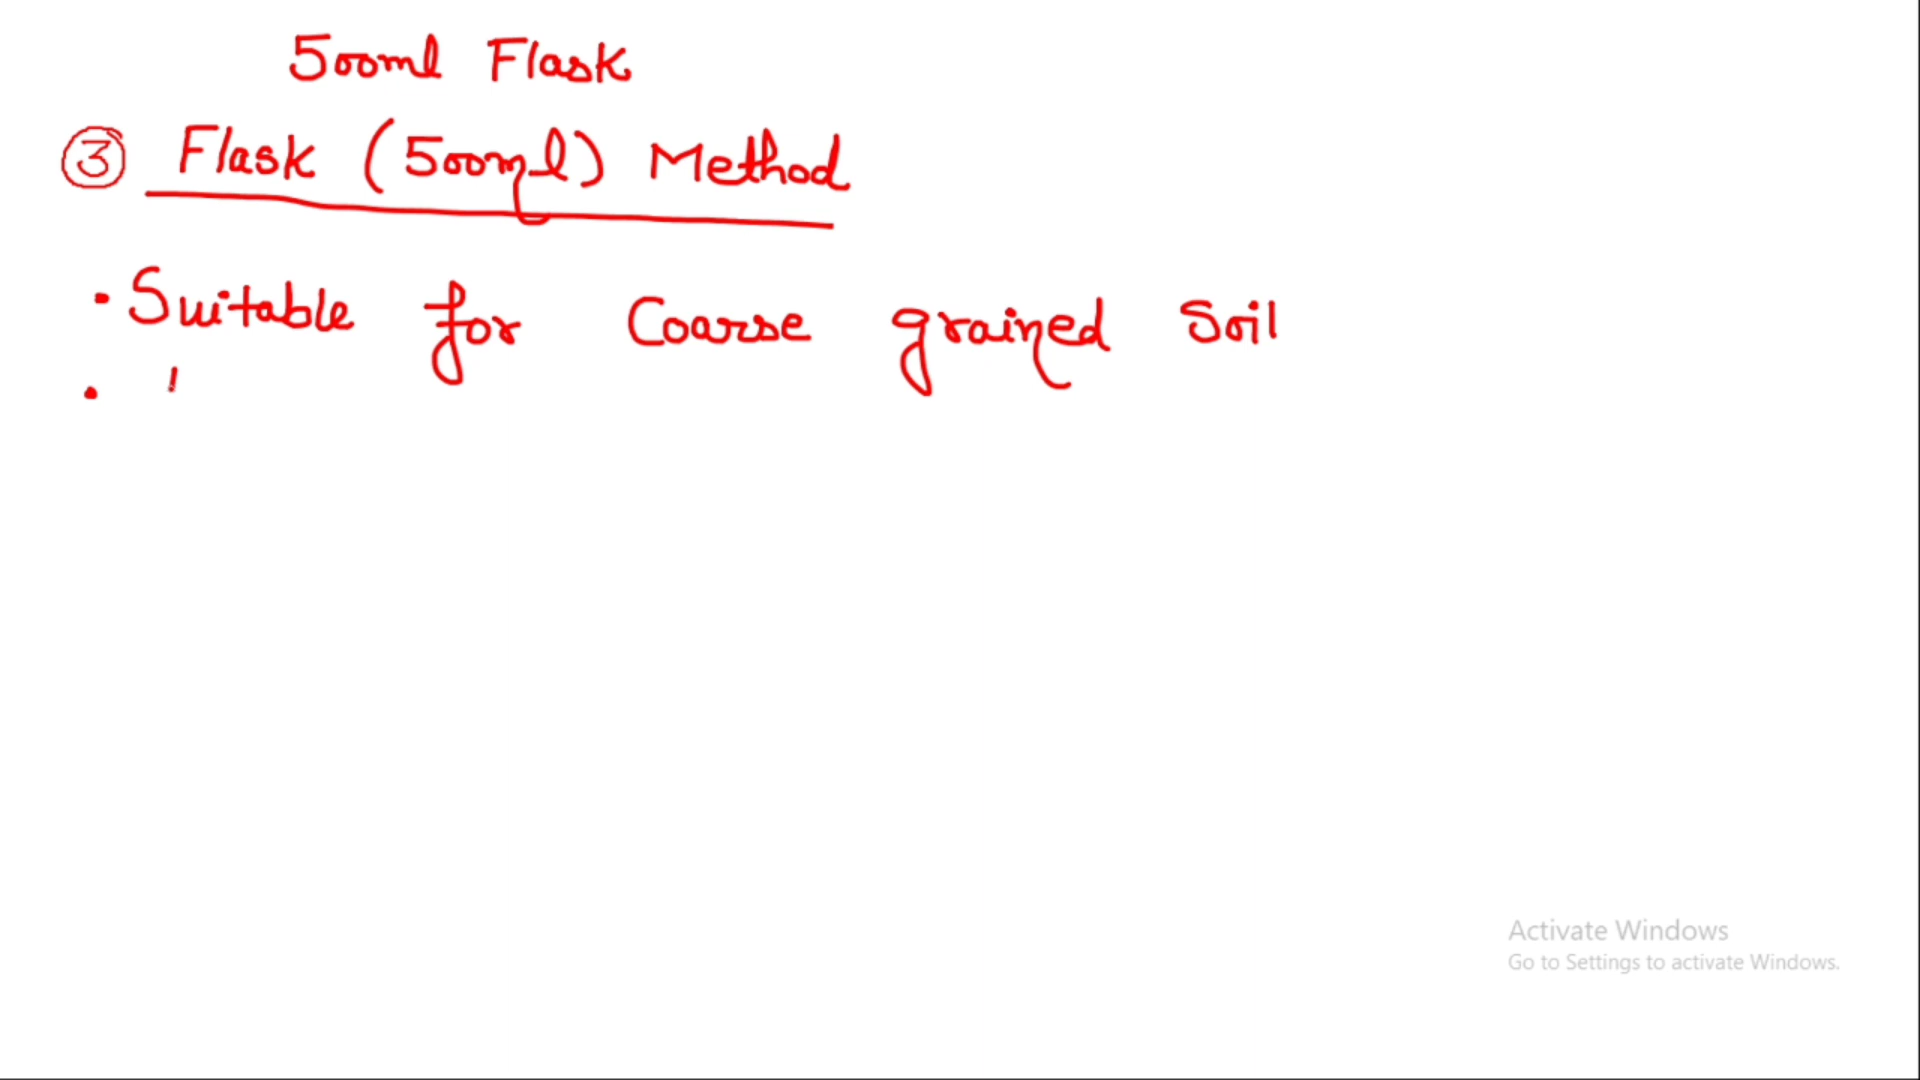 500ml Flask
③ Flask (500ml) Method
• Suitable for Coarse grained Soil
•
Activate Windows
Go to Settings to activate Windows.